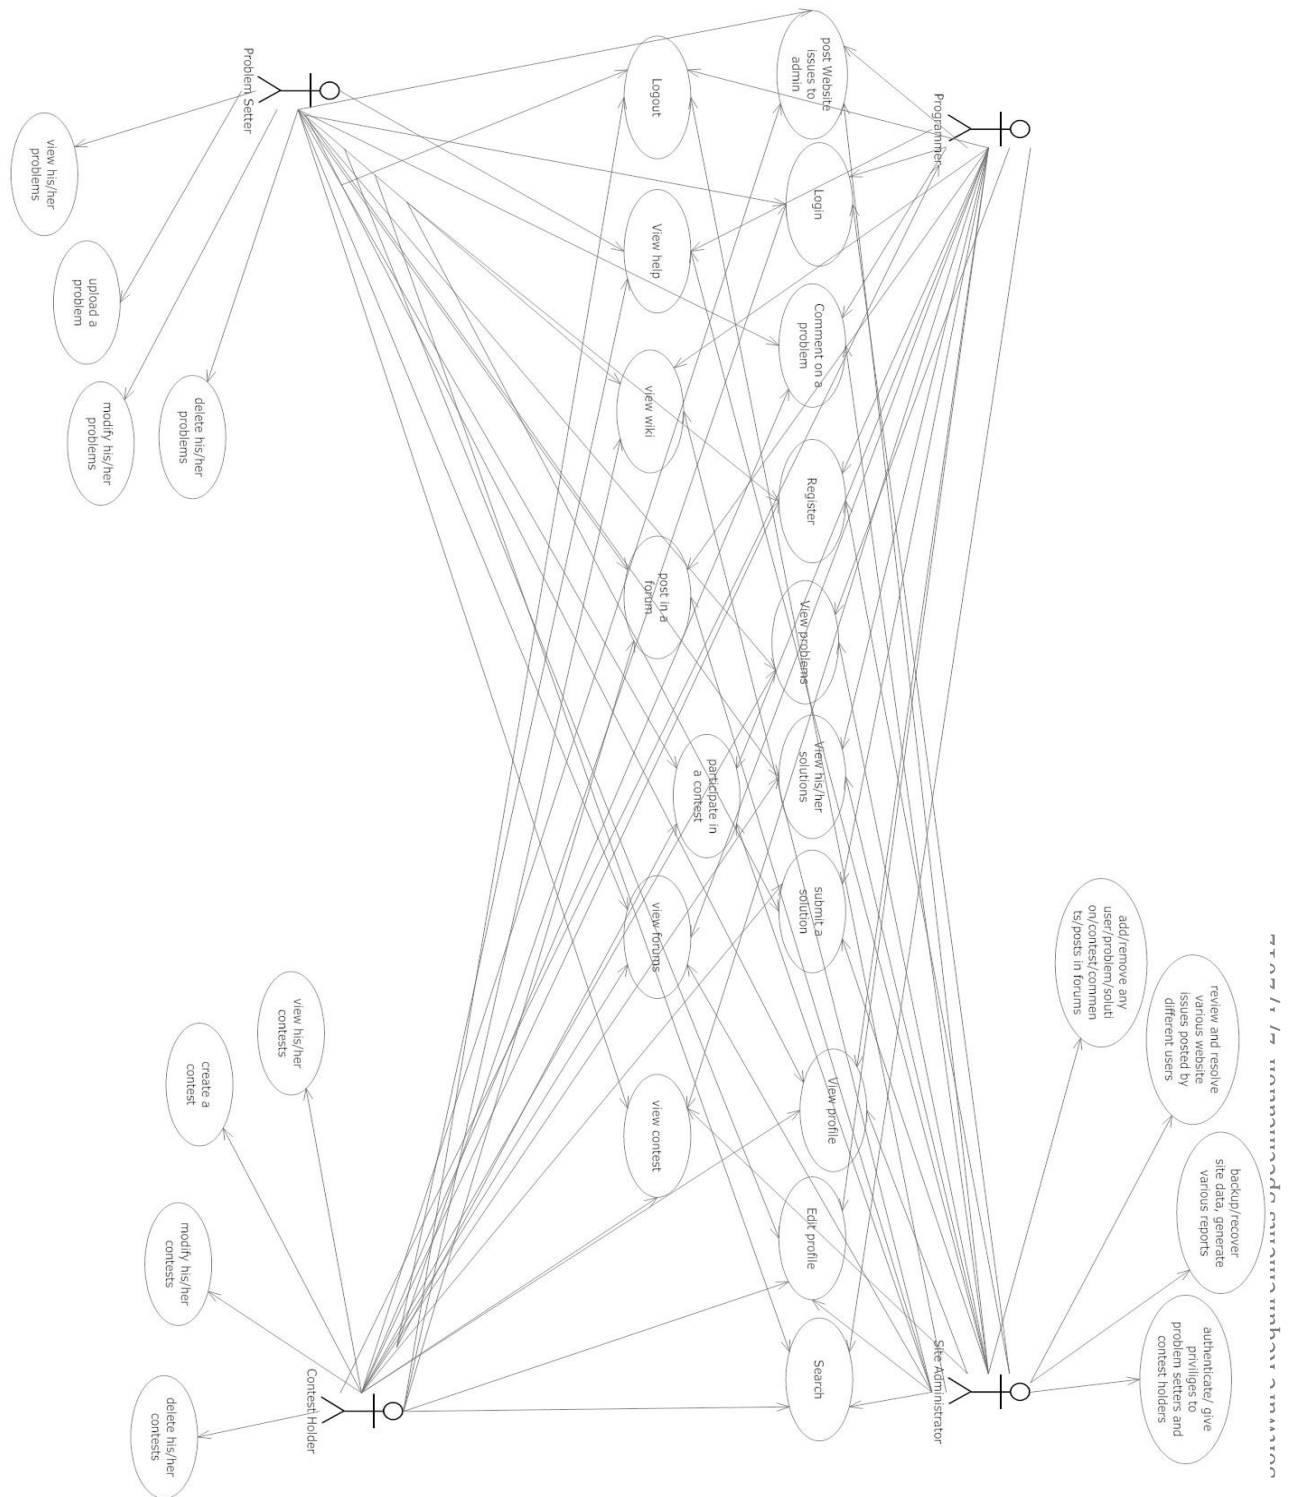 Problem Setter
view his/her
problems
upload a
problem
modify his/her
problems
delete his/her
problems
Logout
View help
view wiki
post in a
forum
participate in
a contest
view forums
view contest
post Website
issues to
admin
Login
Comment on a
problem
Register
View problems
View his/her
solutions
submit a
solution
View profile
Edit profile
Search
Programmer
Contest Holder
view his/her
contests
create a
contest
modify his/her
contests
delete his/her
contests
Site Administrator
add/remove any
user/problem/soluti
on/contest/commen
ts/posts in forums
review and resolve
various website
issues posted by
different users
backup/recover
site data, generate
various reports
authenticate/ give
priviliges to
problem setters and
contest holders